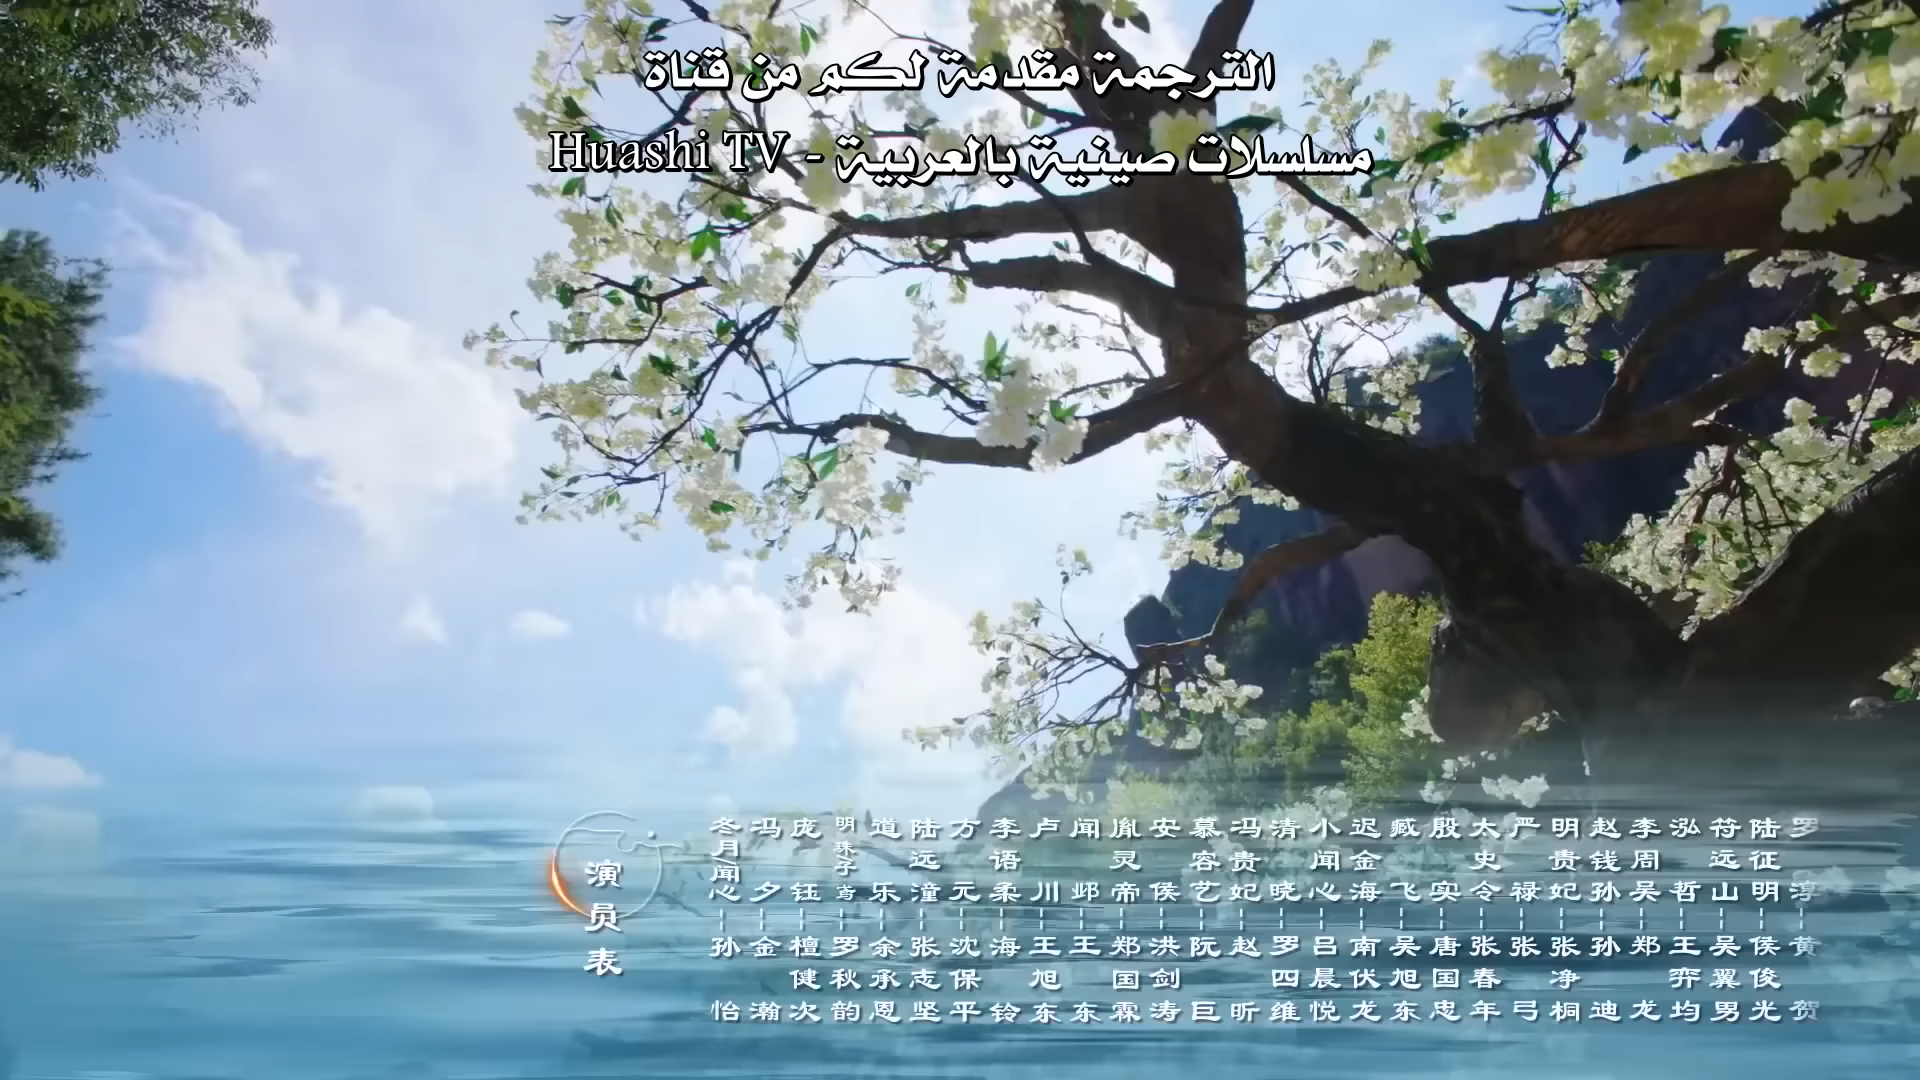 الترجمة مقدمة لكم من قناة
مسلسلات صينية بالعربية - Huashi TV
演员表
冬月/闻心 孙怡
冯夕 金瀚
庞钰 檀健次
明珠/子鸢 罗秋韵
道乐 余承恩
陆远潼 张志坚
方元 沈保平
李语柔 海铃
卢川 王旭东
闻邺 王东
胤灵帝 郑国霖
安侯 洪剑涛
慕容艺 阮巨
冯贵妃 赵昕
清晓 罗四维
小闻心 吕晨悦
迟金海 南伏龙
臧飞 吴旭东
殷实 唐国忠
太史令 张春年
严禄 张弓
明贵妃 张净桐
赵钱孙 孙迪
李周吴 郑龙
泓哲 王弈均
符远山 吴翼男
陆征明 侯俊光
罗淳 黄贺